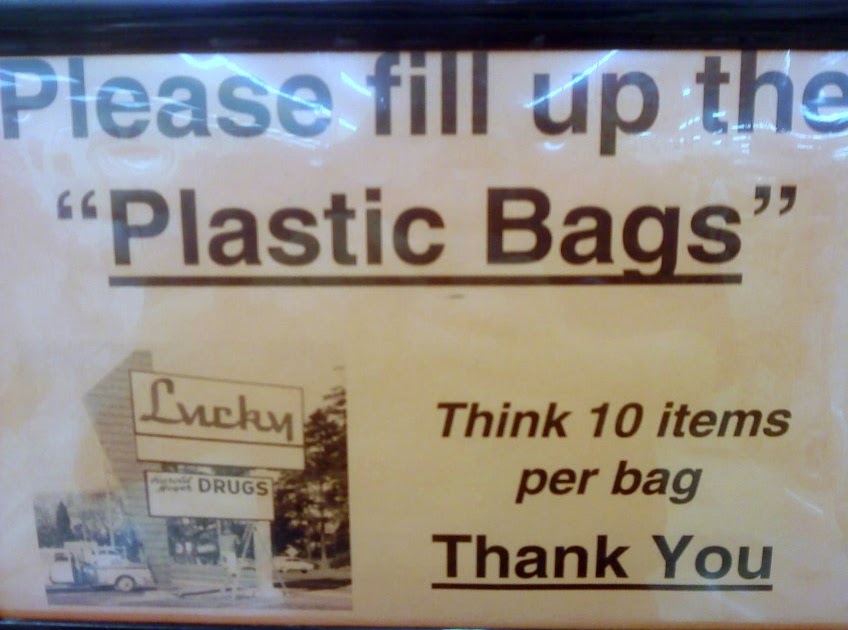 Please fill up the
“Plastic Bags”
Lucky
DRUGS
Think 10 items
per bag
Thank You